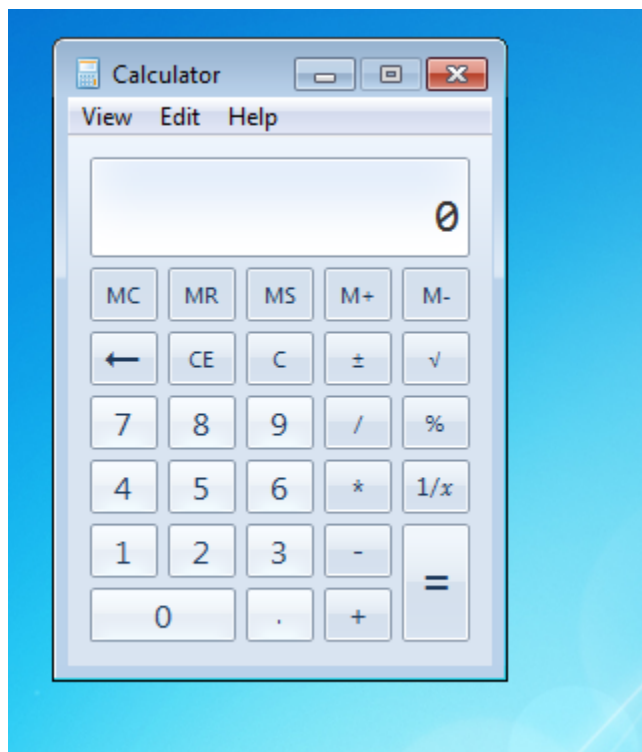 Calculator
View Edit Help
0
MC MR MS M+ M-
← CE C ± √
7 8 9 / %
4 5 6 * 1/x
1 2 3 - =
0 . +